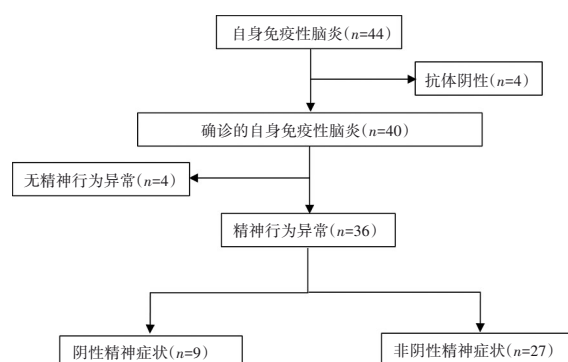 自身免疫性脑炎(n=44)
抗体阴性(n=4)
确诊的自身免疫性脑炎(n=40)
无精神行为异常(n=4)
精神行为异常(n=36)
阴性精神症状(n=9)
非阴性精神症状(n=27)